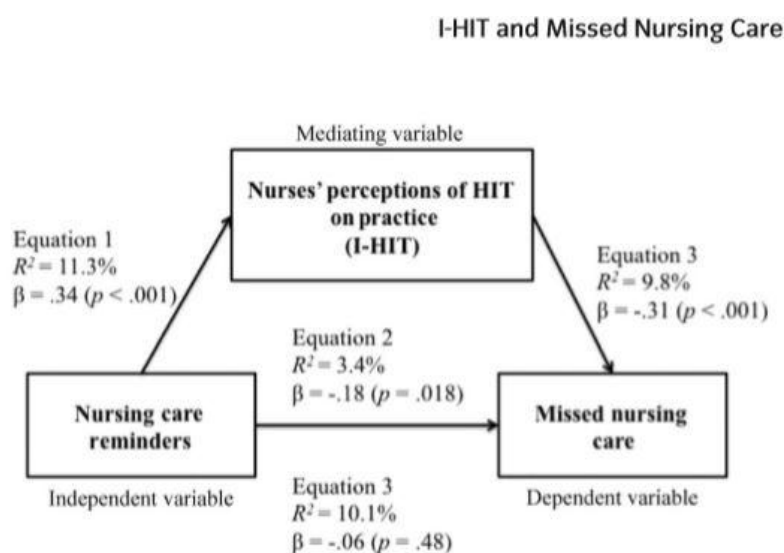 I-HIT and Missed Nursing Care
Mediating variable
Nurses' perceptions of HIT
on practice
(I-HIT)
Equation 1
R² = 11.3%
β = .34 (p < .001)
Equation 3
R² = 9.8%
β = -.31 (p < .001)
Equation 2
R² = 3.4%
β = -.18 (p = .018)
Nursing care
reminders
Missed nursing
care
Independent variable
Equation 3
R² = 10.1%
β = -.06 (p = .48)
Dependent variable